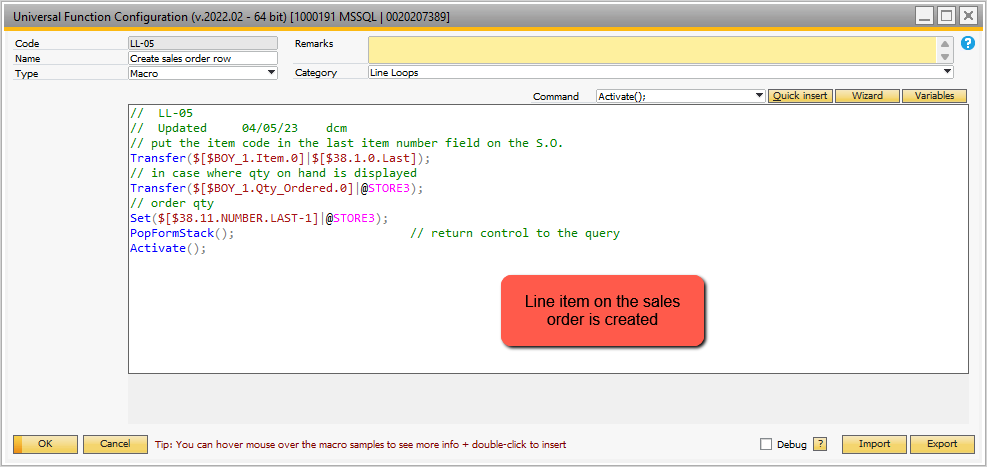 Universal Function Configuration (v.2022.02 - 64 bit) [1000191 MSSQL | 0020207389]
Code LL-05 Remarks
Name Create sales order row
Type Macro Category Line Loops
Command Activate(); Quick insert Wizard Variables
//  LL-05
//  Updated     04/05/23    dcm
// put the item code in the last item number field on the S.O.
Transfer($[$BOY_1.Item.0]|$[$38.1.0.Last]);
// in case where qty on hand is displayed
Transfer($[$BOY_1.Qty_Ordered.0]|@STORE3);
// order qty
Set($[$38.11.NUMBER.LAST-1]|@STORE3);
PopFormStack();                         // return control to the query
Activate();
Line item on the sales
order is created
OK Cancel Tip: You can hover mouse over the macro samples to see more info + double-click to insert Debug ? Import Export